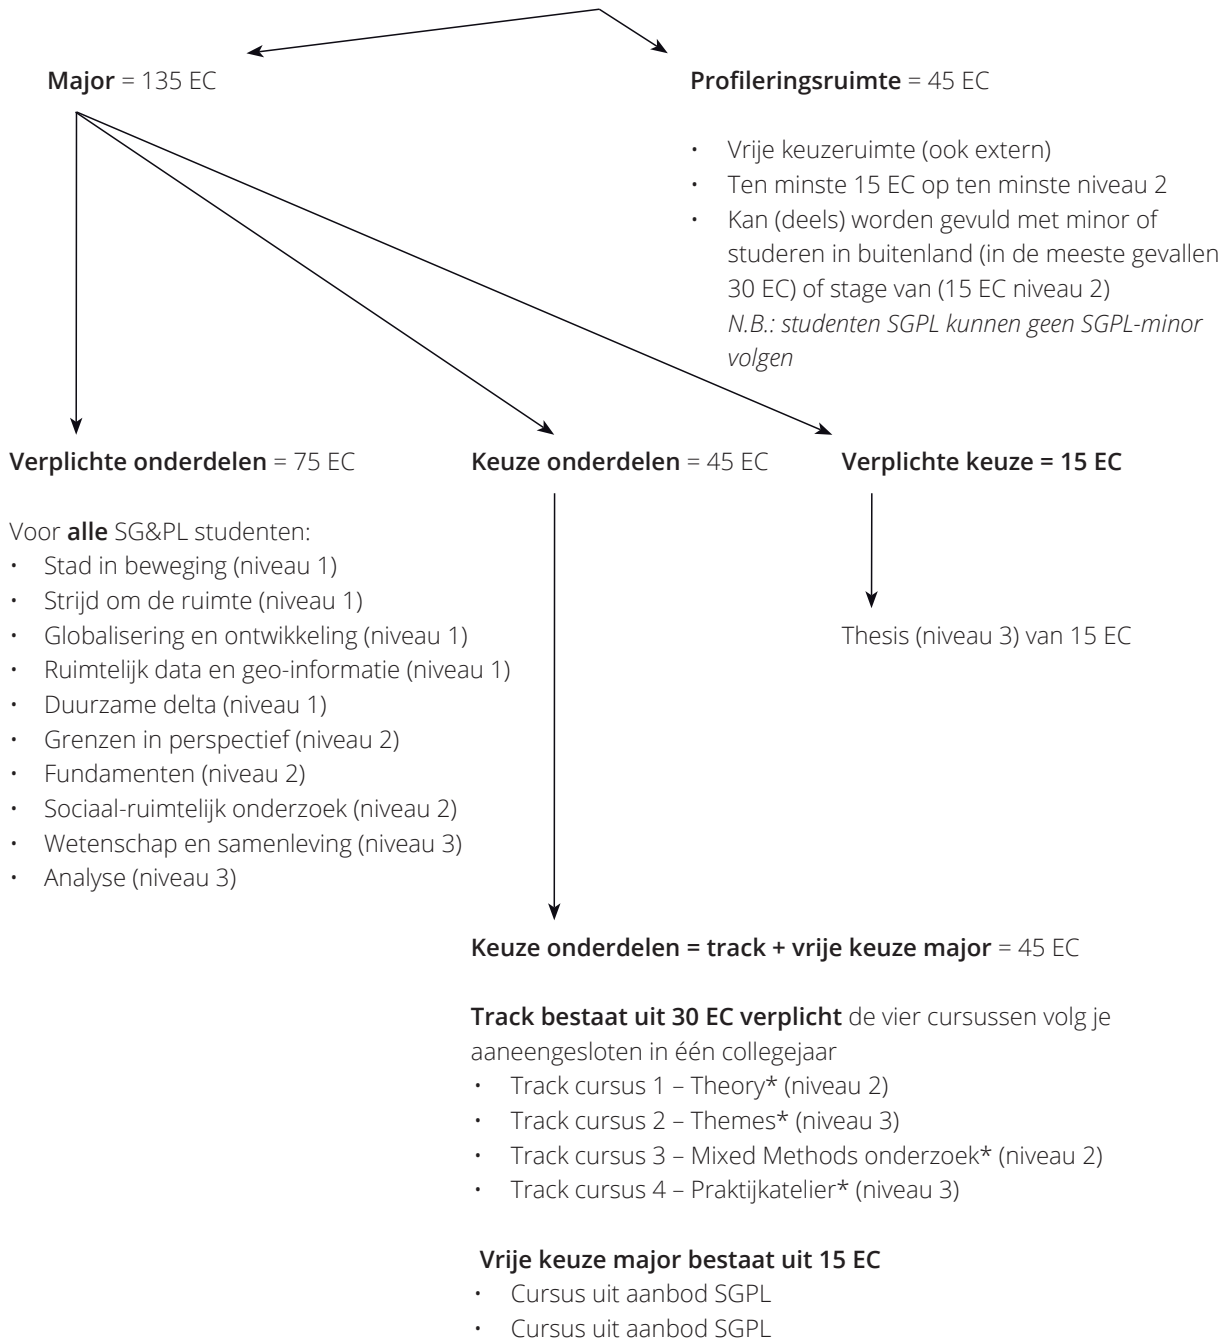 Major = 135 EC
Profileringsruimte = 45 EC
• Vrije keuzeruimte (ook extern)
• Ten minste 15 EC op ten minste niveau 2
• Kan (deels) worden gevuld met minor of
studeren in buitenland (in de meeste gevallen
30 EC) of stage van (15 EC niveau 2)
N.B.: studenten SGPL kunnen geen SGPL-minor
volgen
Verplichte onderdelen = 75 EC
Voor alle SG&PL studenten:
• Stad in beweging (niveau 1)
• Strijd om de ruimte (niveau 1)
• Globalisering en ontwikkeling (niveau 1)
• Ruimtelijk data en geo-informatie (niveau 1)
• Duurzame delta (niveau 1)
• Grenzen in perspectief (niveau 2)
• Fundamenten (niveau 2)
• Sociaal-ruimtelijk onderzoek (niveau 2)
• Wetenschap en samenleving (niveau 3)
• Analyse (niveau 3)
Keuze onderdelen = 45 EC
Verplichte keuze = 15 EC
Thesis (niveau 3) van 15 EC
Keuze onderdelen = track + vrije keuze major = 45 EC
Track bestaat uit 30 EC verplicht de vier cursussen volg je
aaneengesloten in één collegejaar
• Track cursus 1 – Theory* (niveau 2)
• Track cursus 2 – Themes* (niveau 3)
• Track cursus 3 – Mixed Methods onderzoek* (niveau 2)
• Track cursus 4 – Praktijkatelier* (niveau 3)
Vrije keuze major bestaat uit 15 EC
• Cursus uit aanbod SGPL
• Cursus uit aanbod SGPL